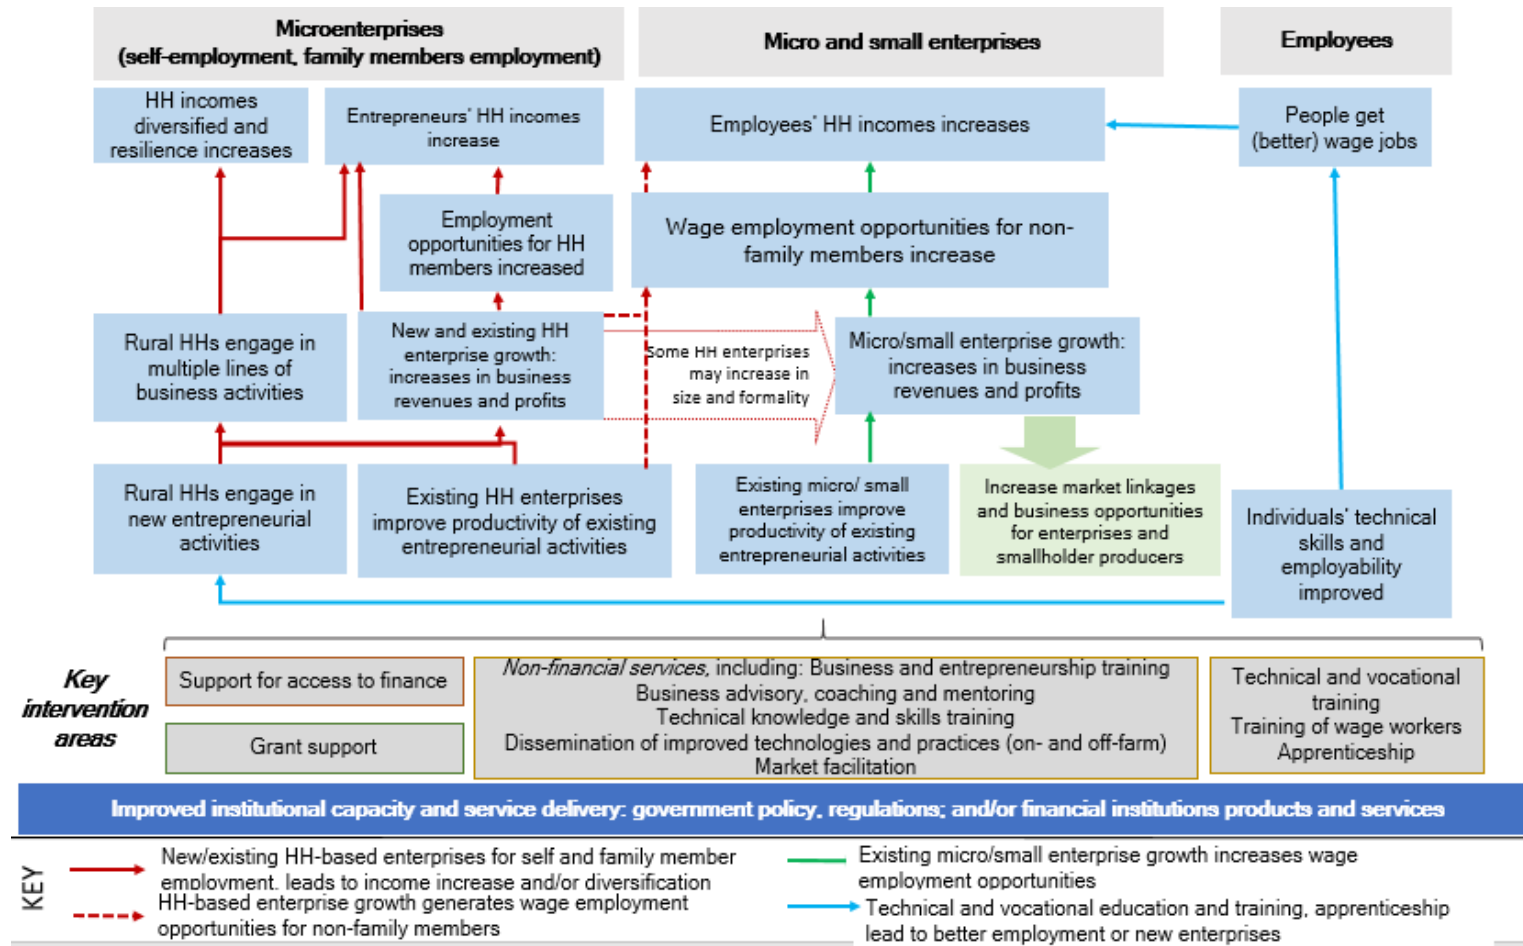 Microenterprises
(self-employment, family members employment)
Micro and small enterprises
Employees
HH incomes
diversified and
resilience increases
Entrepreneurs' HH incomes
increase
Employees' HH incomes increases
People get
(better) wage jobs
Employment
opportunities for HH
members increased
Wage employment opportunities for non-
family members increase
Rural HHs engage in
multiple lines of
business activities
New and existing HH
enterprise growth:
increases in business
revenues and profits
Some HH enterprises
may increase in
size and formality
Micro/small enterprise growth:
increases in business
revenues and profits
Rural HHs engage in
new entrepreneurial
activities
Existing HH enterprises
improve productivity of existing
entrepreneurial activities
Existing micro/ small
enterprises improve
productivity of existing
entrepreneurial activities
Increase market linkages
and business opportunities
for enterprises and
smallholder producers
Individuals' technical
skills and
employability
improved
Key
intervention
areas
Support for access to finance
Grant support
Non-financial services, including: Business and entrepreneurship training
Business advisory, coaching and mentoring
Technical knowledge and skills training
Dissemination of improved technologies and practices (on- and off-farm)
Market facilitation
Technical and vocational
training
Training of wage workers
Apprenticeship
Improved institutional capacity and service delivery: government policy, regulations; and/or financial institutions products and services
KEY
New/existing HH-based enterprises for self and family member
employment, leads to income increase and/or diversification
HH-based enterprise growth generates wage employment
opportunities for non-family members
Existing micro/small enterprise growth increases wage
employment opportunities
Technical and vocational education and training, apprenticeship
lead to better employment or new enterprises